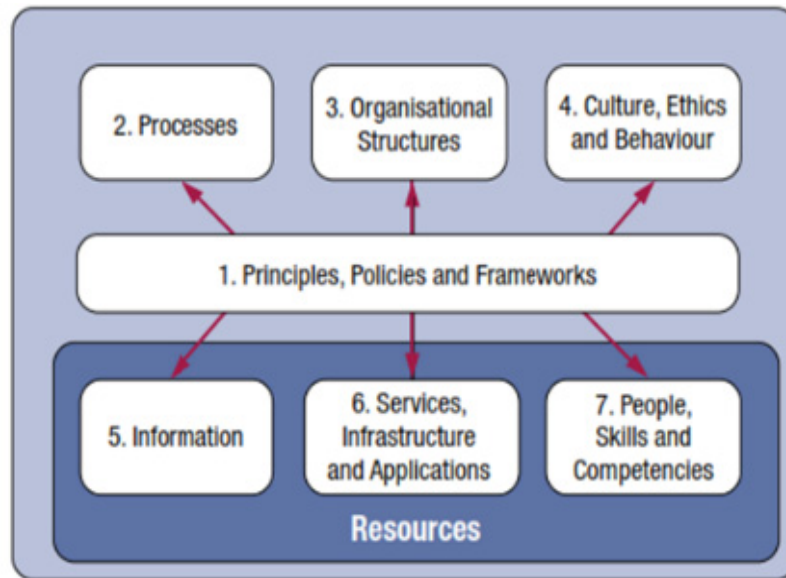 2. Processes
3. Organisational
Structures
4. Culture, Ethics
and Behaviour
1. Principles, Policies and Frameworks
5. Information
6. Services,
Infrastructure
and Applications
7. People,
Skills and
Competencies
Resources